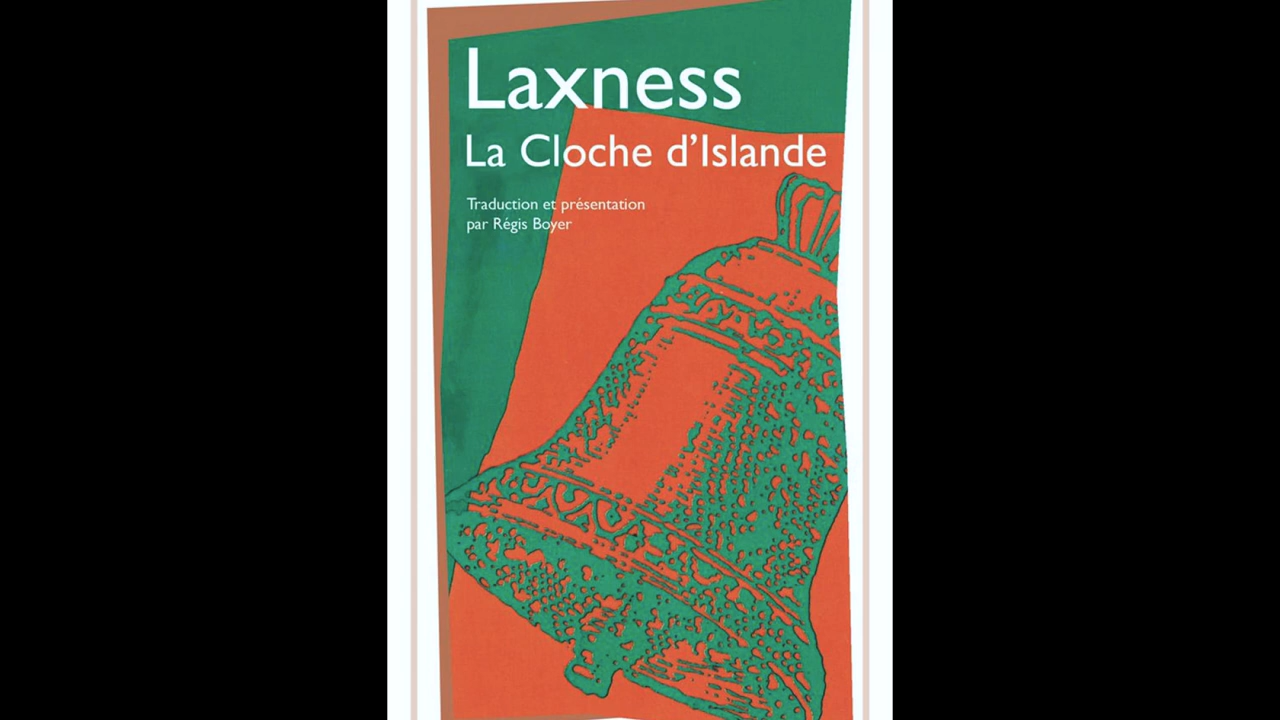 Laxness
La Cloche d’Islande
Traduction et présentation
par Régis Boyer